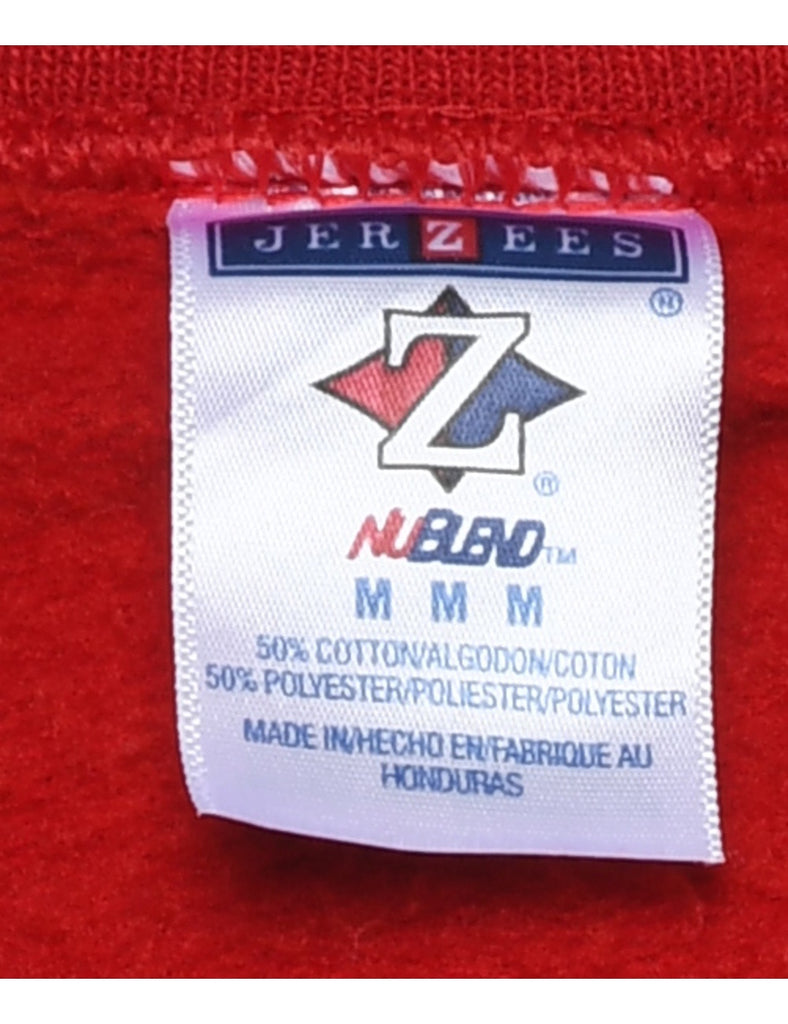 JERZEES
®
Z
®
NUBLEND™
M M M
50% COTTON/ALGODON/COTON
50% POLYESTER/POLIESTER/POLYESTER
MADE IN/HECHO EN/FABRIQUE AU
HONDURAS